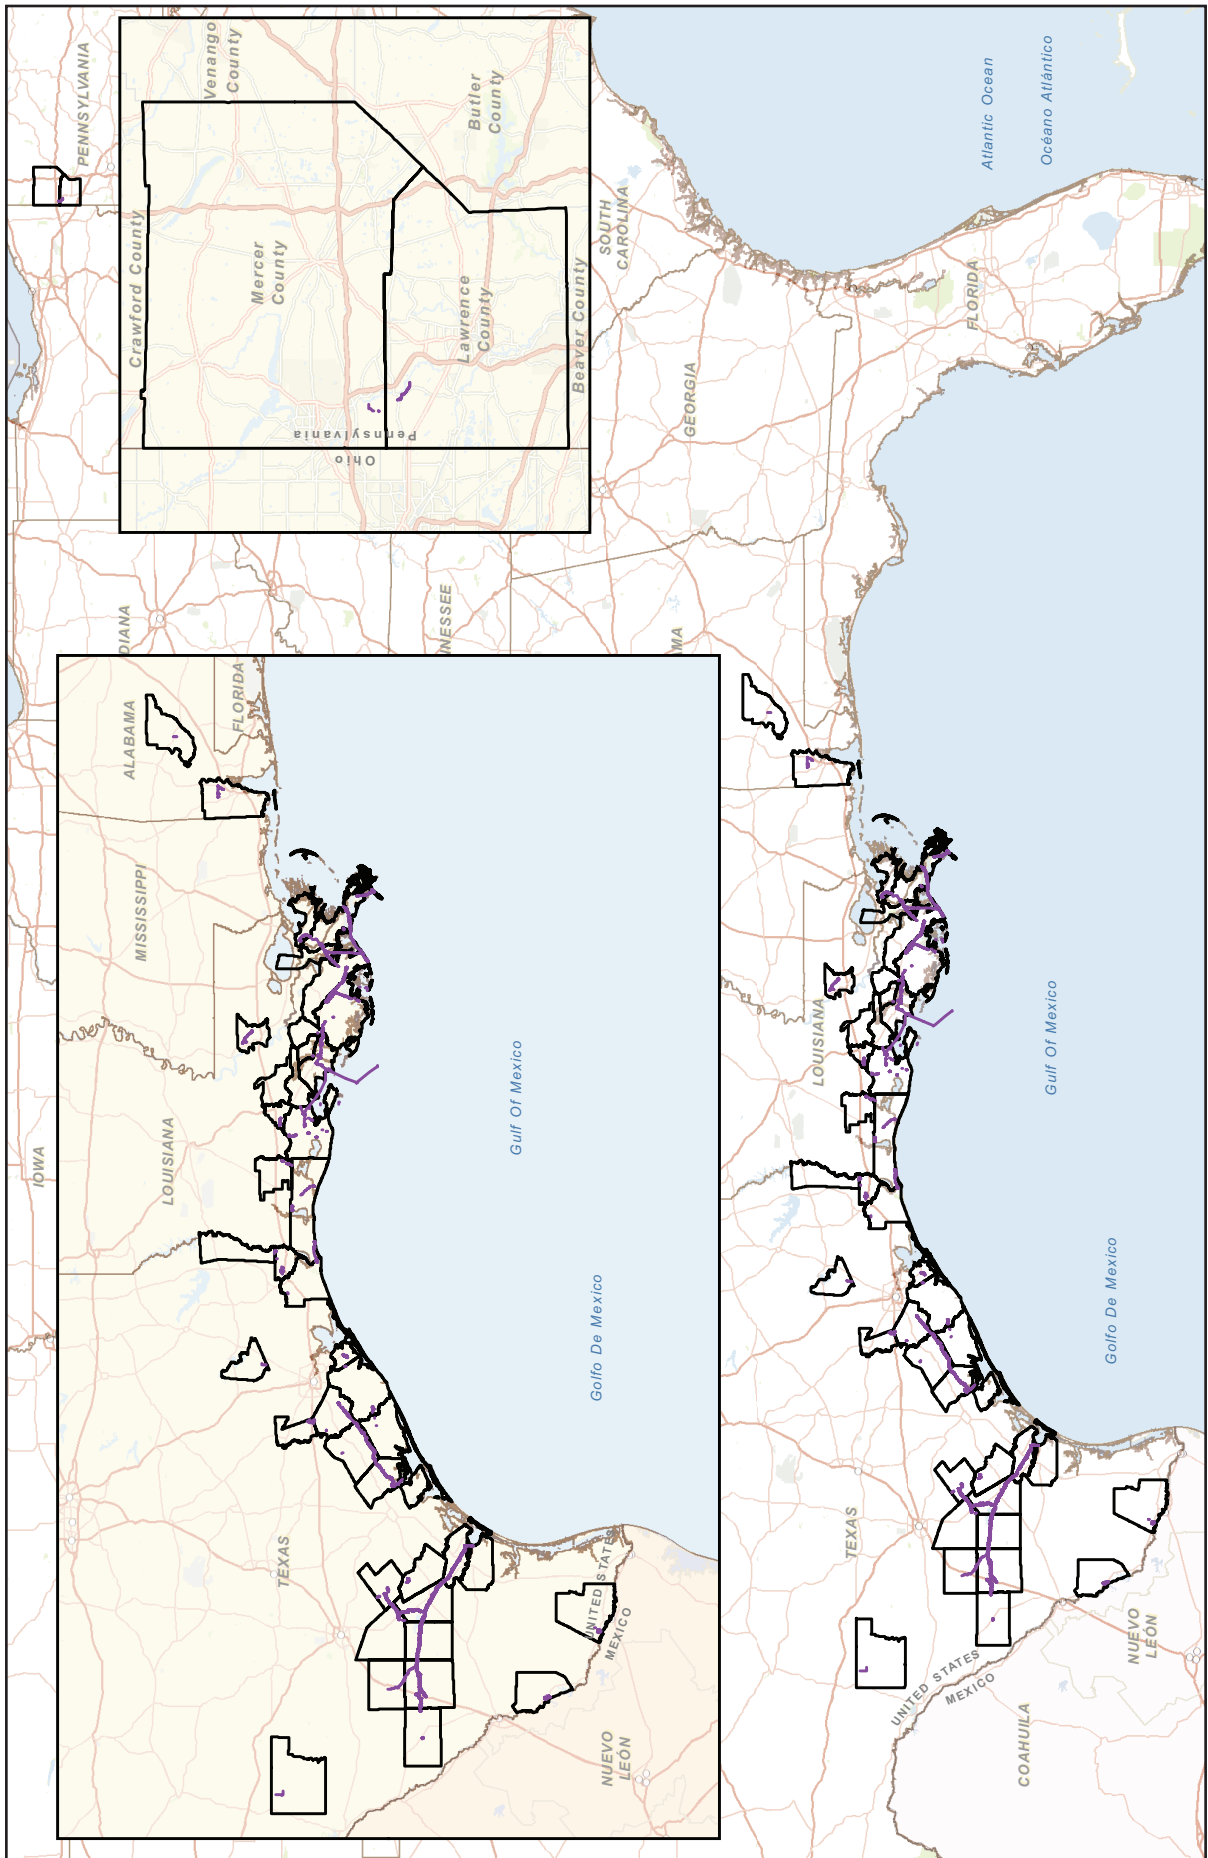 PENNSYLVANIA
Venango
County
Butler
County
Crawford County
Mercer
County
Lawrence
County
Beaver County
Pennsylvania
Ohio
SOUTH
CAROLINA
Atlantic Ocean
Océano Atlántico
FLORIDA
GEORGIA
DIANA
NESSEE
MA
ALABAMA
FLORIDA
MISSISSIPPI
LOUISIANA
Gulf Of Mexico
Golfo De Mexico
TEXAS
UNITED STATES
MEXICO
NUEVO
LEÓN
IOWA
LOUISIANA
Gulf Of Mexico
Golfo De Mexico
TEXAS
UNITED STATES
MEXICO
NUEVO
LEÓN
COAHUILA